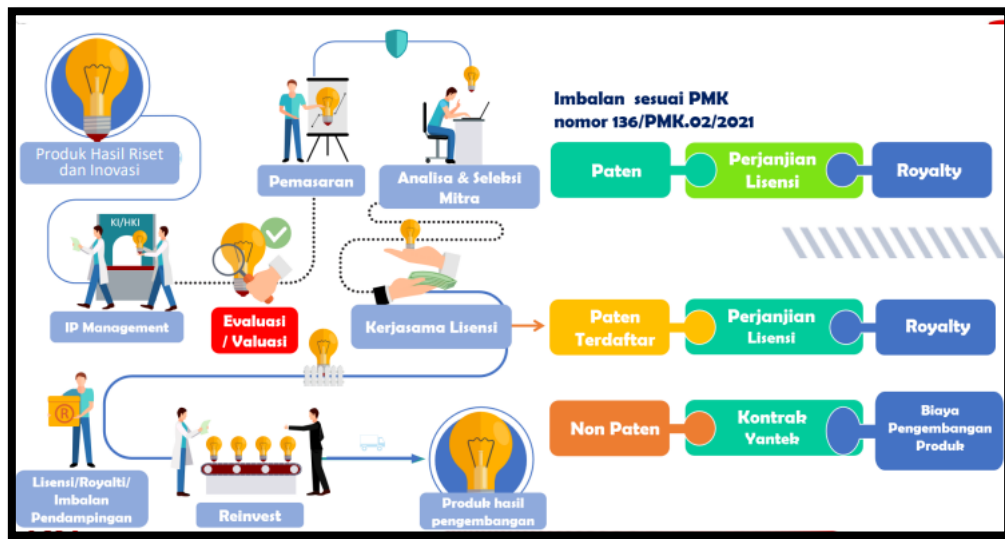 Produk Hasil Riset
dan Inovasi
Pemasaran
Analisa & Seleksi
Mitra
KI/HKI
IP Management
Evaluasi
/ Valuasi
Kerjasama Lisensi
R
Lisensi/Royalti/
Imbalan
Pendampingan
Reinvest
Produk hasil
pengembangan
Imbalan sesuai PMK
nomor 136/PMK.02/2021
Paten
Perjanjian
Lisensi
Royalty
Paten
Terdaftar
Perjanjian
Lisensi
Royalty
Non Paten
Kontrak
Yantek
Biaya
Pengembangan
Produk